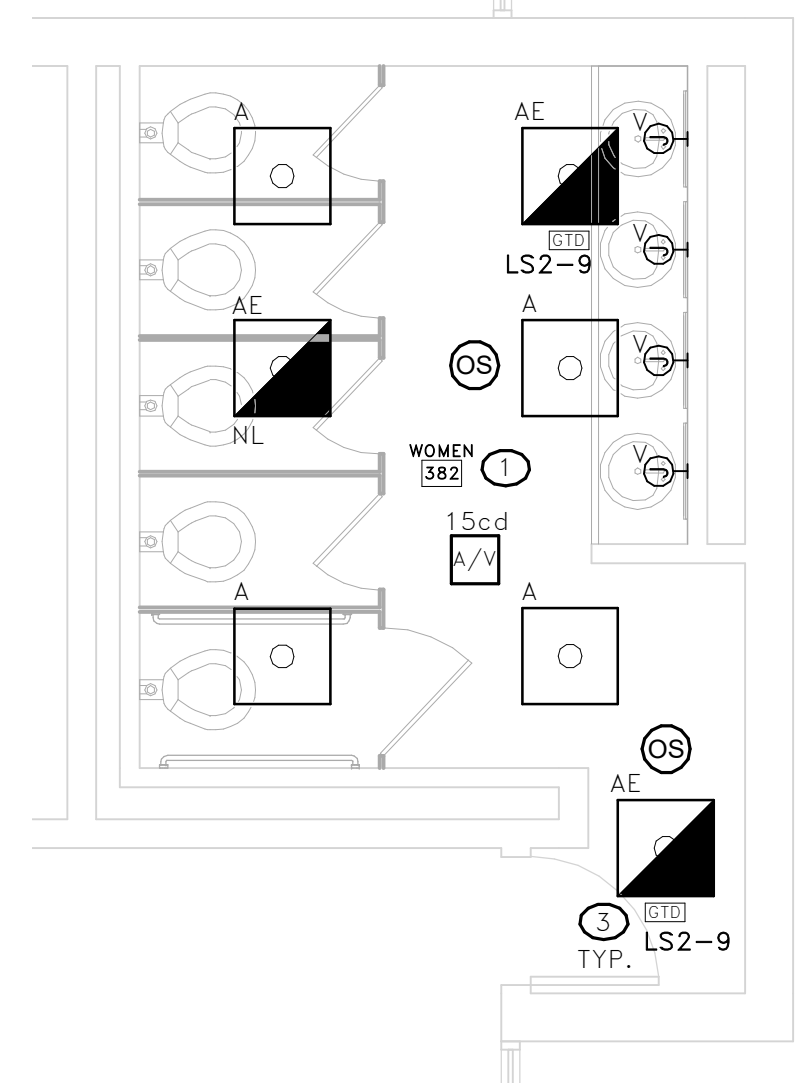 A
AE
V
GTD
LS2-9
V
AE
A
OS
V
NL
WOMEN
382
1
V
15cd
A/V
A
A
OS
AE
3
GTD
TYP.
LS2-9